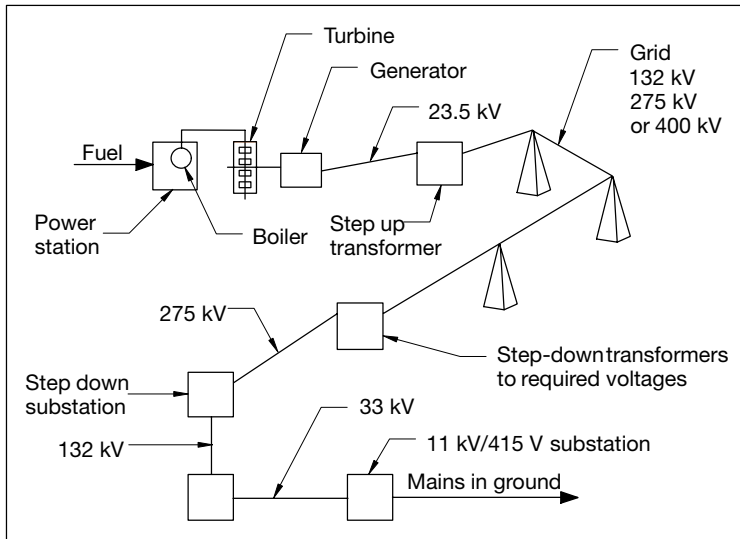 Turbine
Generator
Grid
132 kV
275 kV
or 400 kV
23.5 kV
Fuel
Power
station
Boiler
Step up
transformer
275 kV
Step-down transformers
to required voltages
Step down
substation
33 kV
132 kV
11 kV/415 V substation
Mains in ground